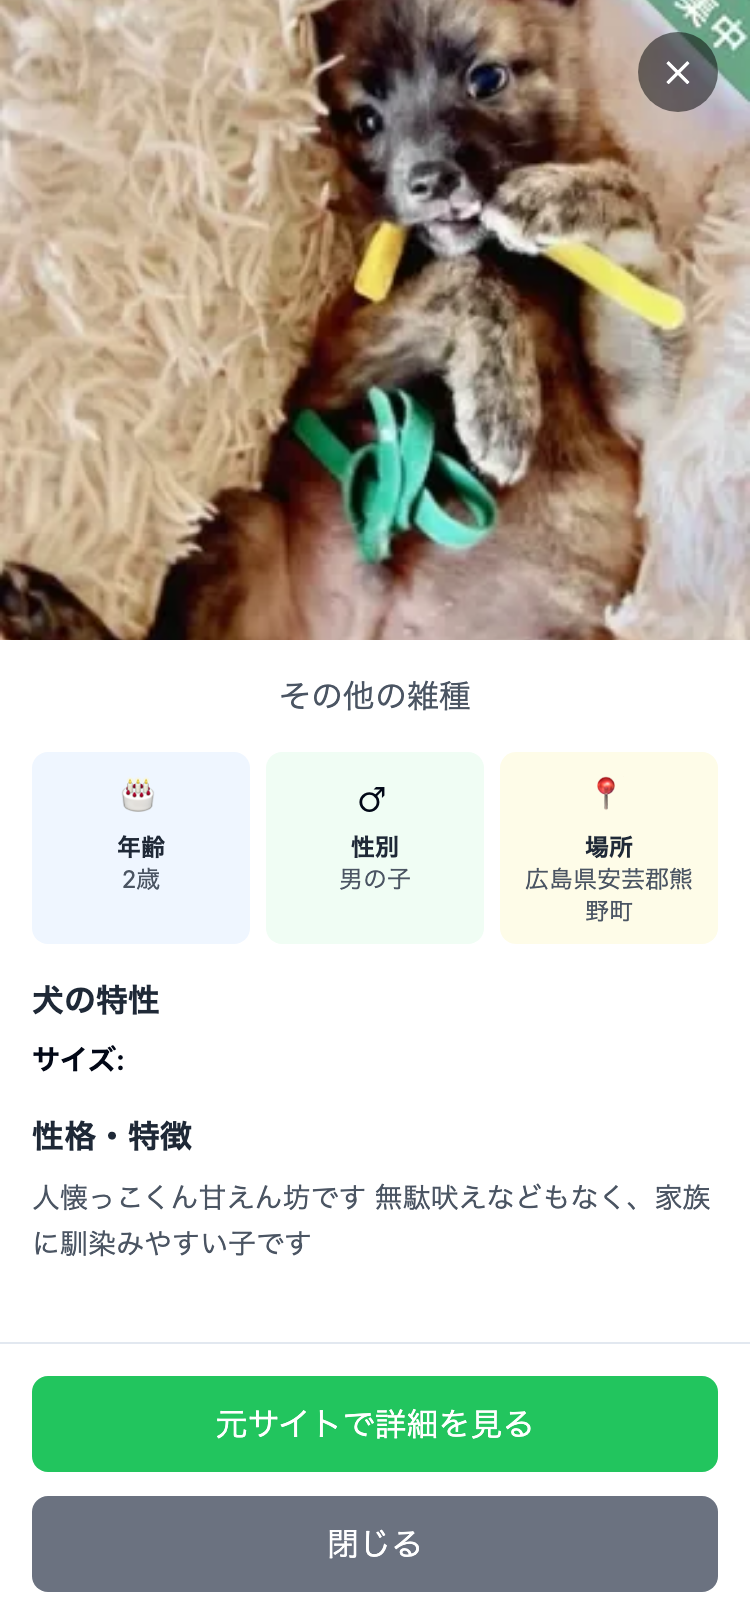 集中
その他の雑種
年齢
2歳
性別
男の子
場所
広島県安芸郡熊
野町
犬の特性
サイズ:
性格・特徴
人懐っこくん甘えん坊です 無駄吠えなどもなく、家族
に馴染みやすい子です
元サイトで詳細を見る
閉じる